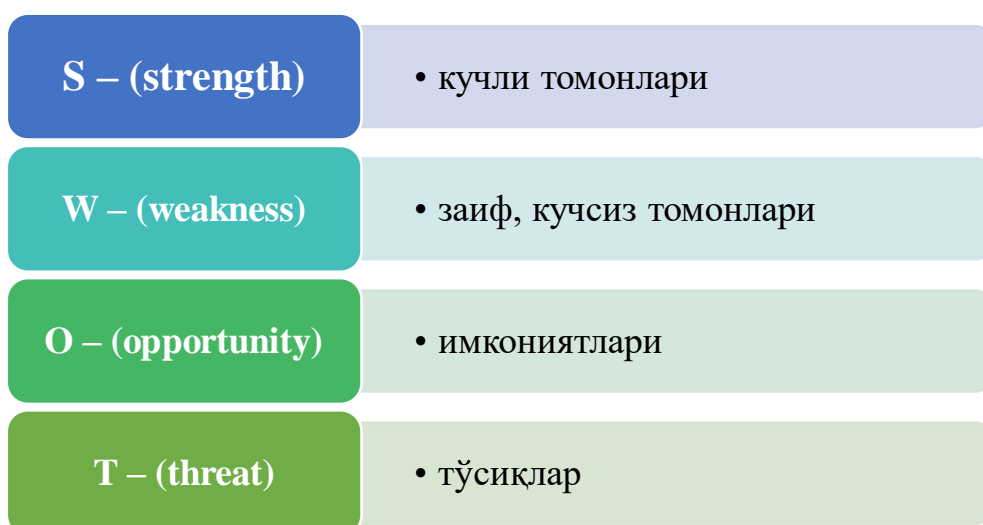 S – (strength)
• кучли томонлари
W – (weakness)
• заиф, кучсиз томонлари
O – (opportunity)
• имкониятлари
T – (threat)
• тўсиқлар